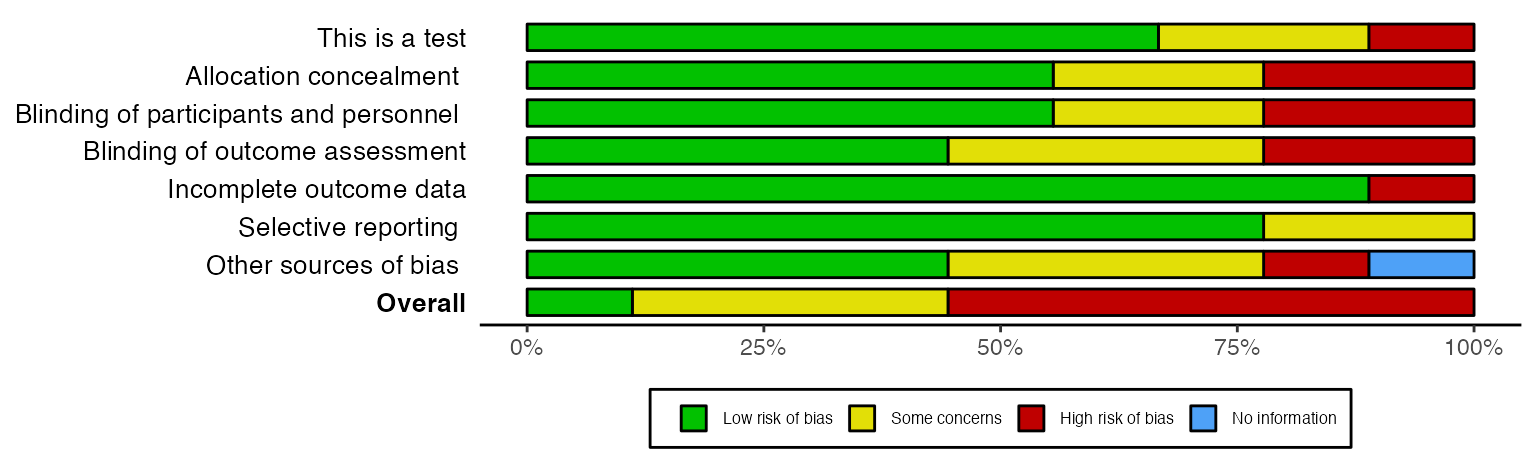 This is a test
Allocation concealment
Blinding of participants and personnel
Blinding of outcome assessment
Incomplete outcome data
Selective reporting
Other sources of bias
Overall
0% 25% 50% 75% 100%
Low risk of bias Some concerns High risk of bias No information